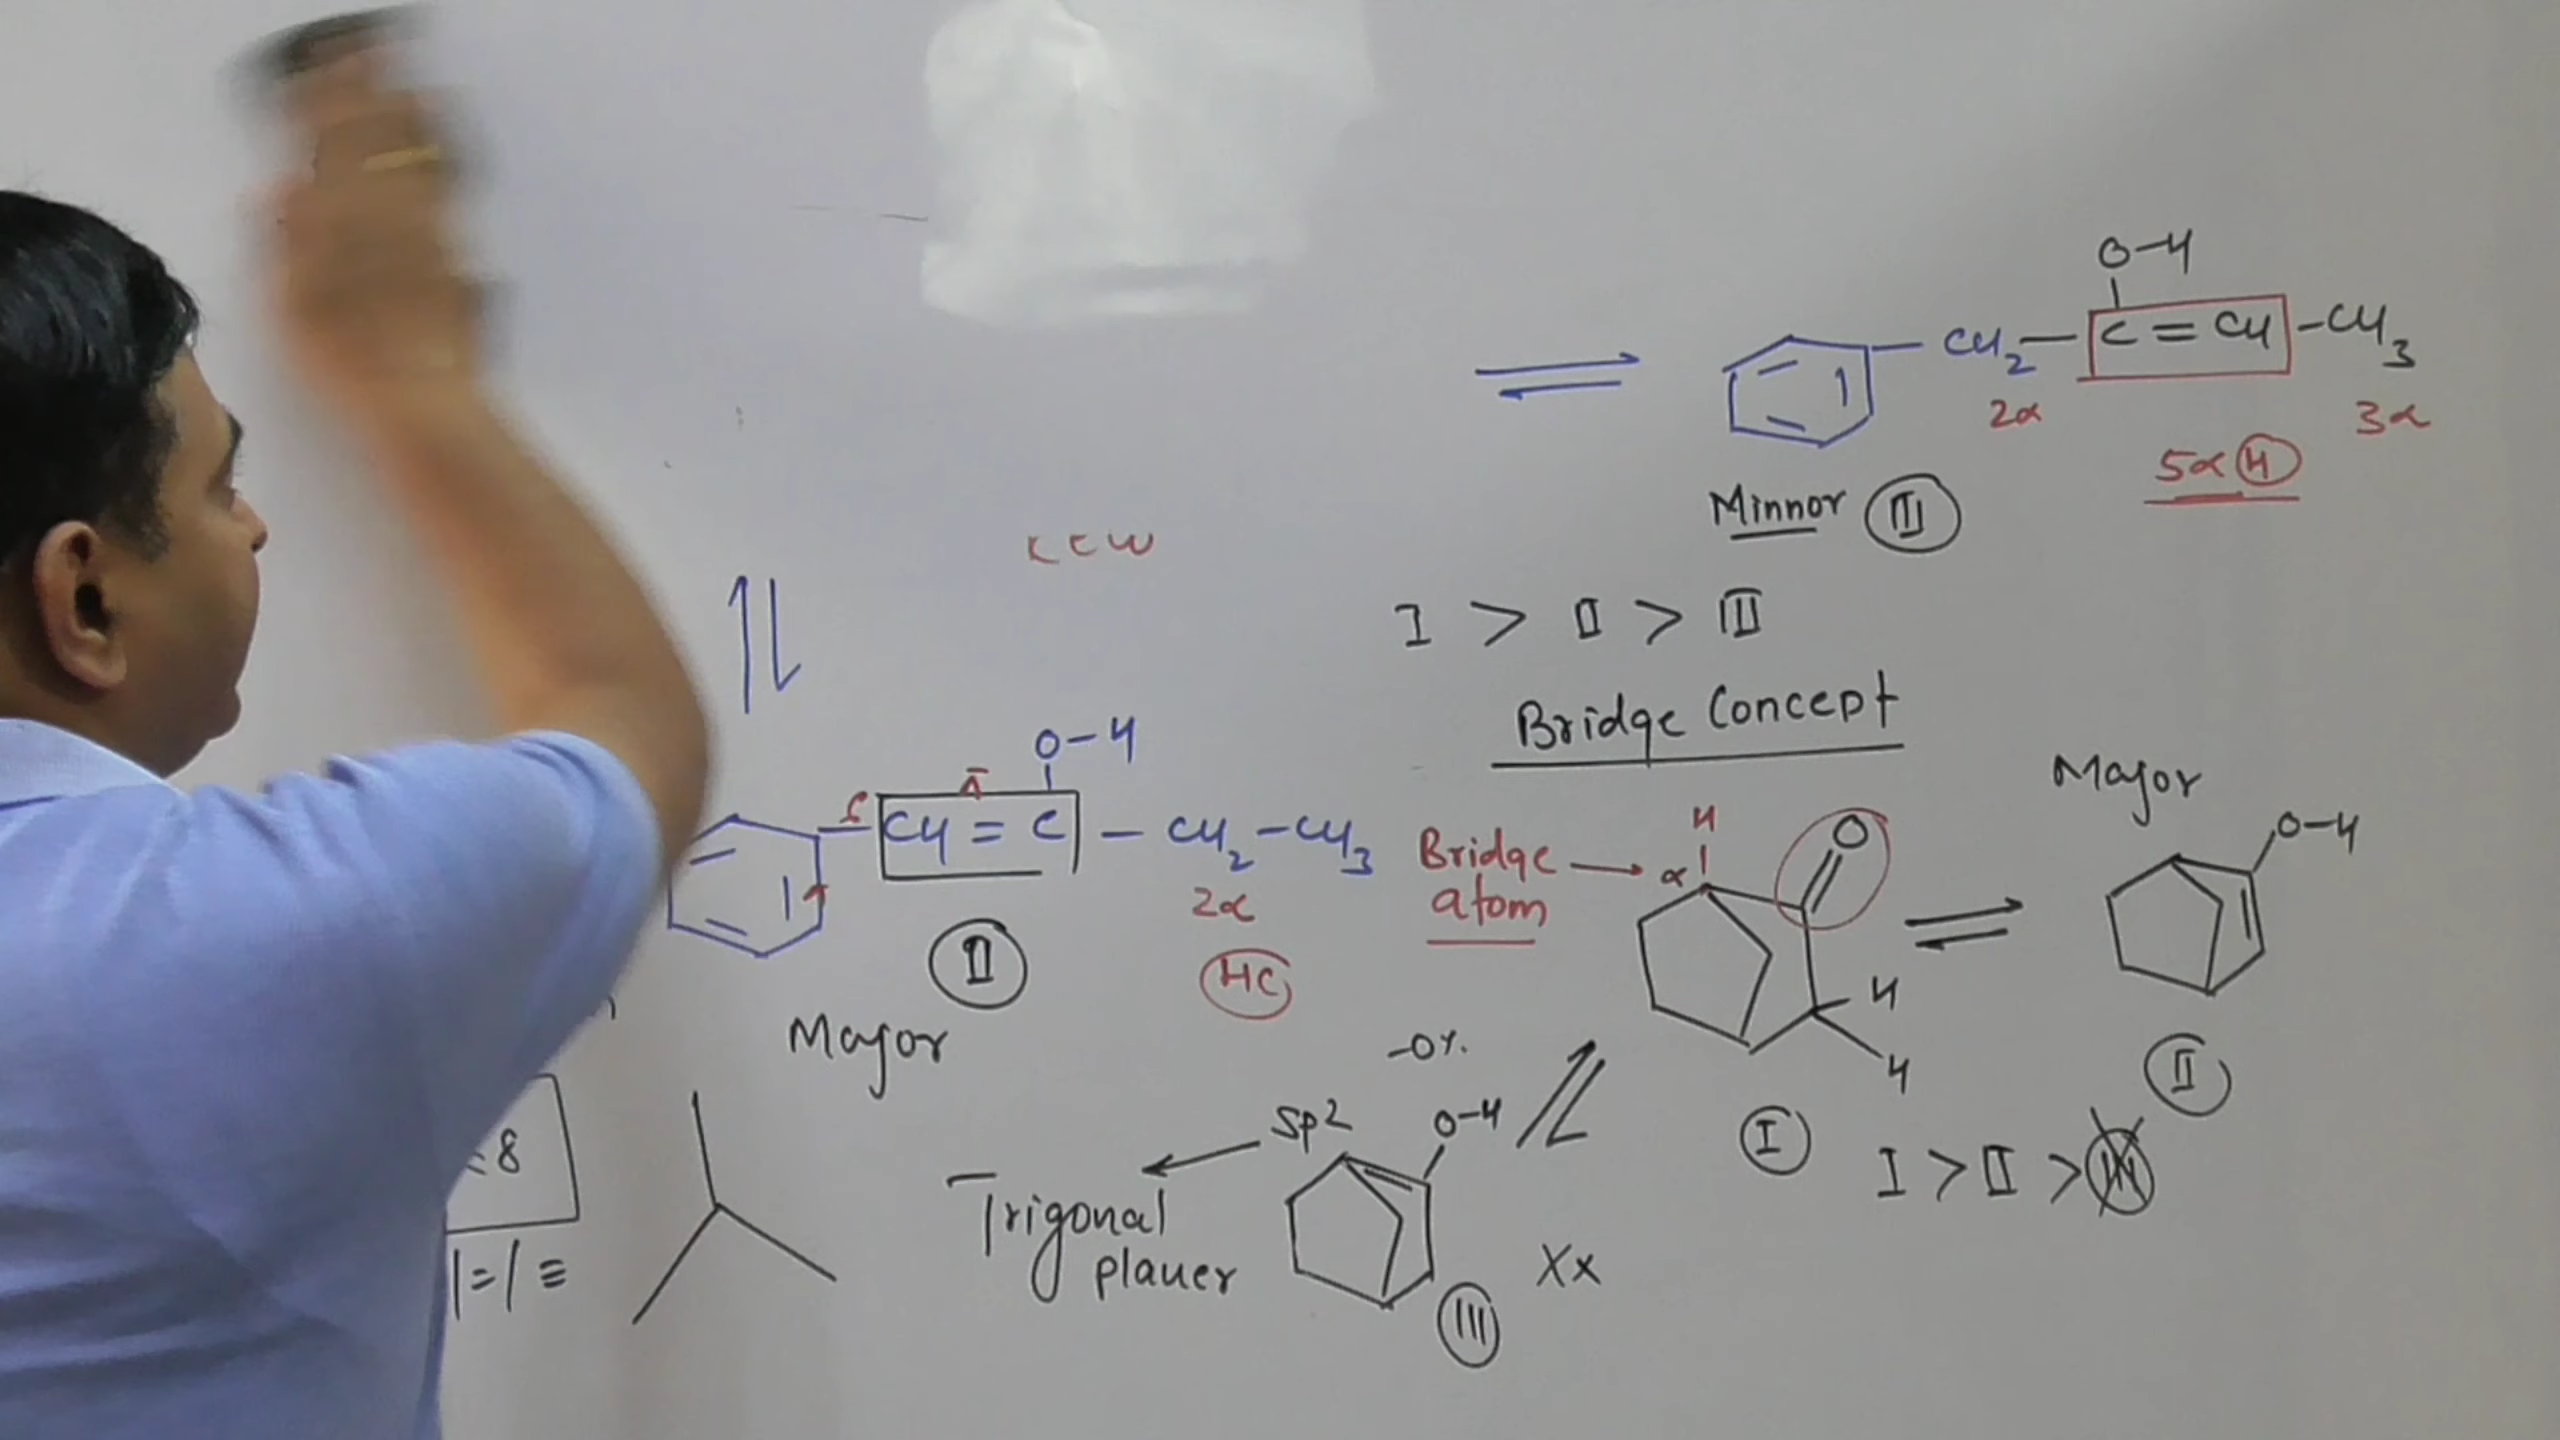 O-H
CH2 - C = CH - CH3
2α 3α
5α H
Minnor III
I > II > III
Bridge Concept
O-H
CH = C - CH2 - CH3
2α
HC
II
Major
Bridge atom
H
α
O
H
H
I
Major
O-H
II
I > II > III
-0%
Sp2
O-H
Trigonal
planer
III
Xx
8